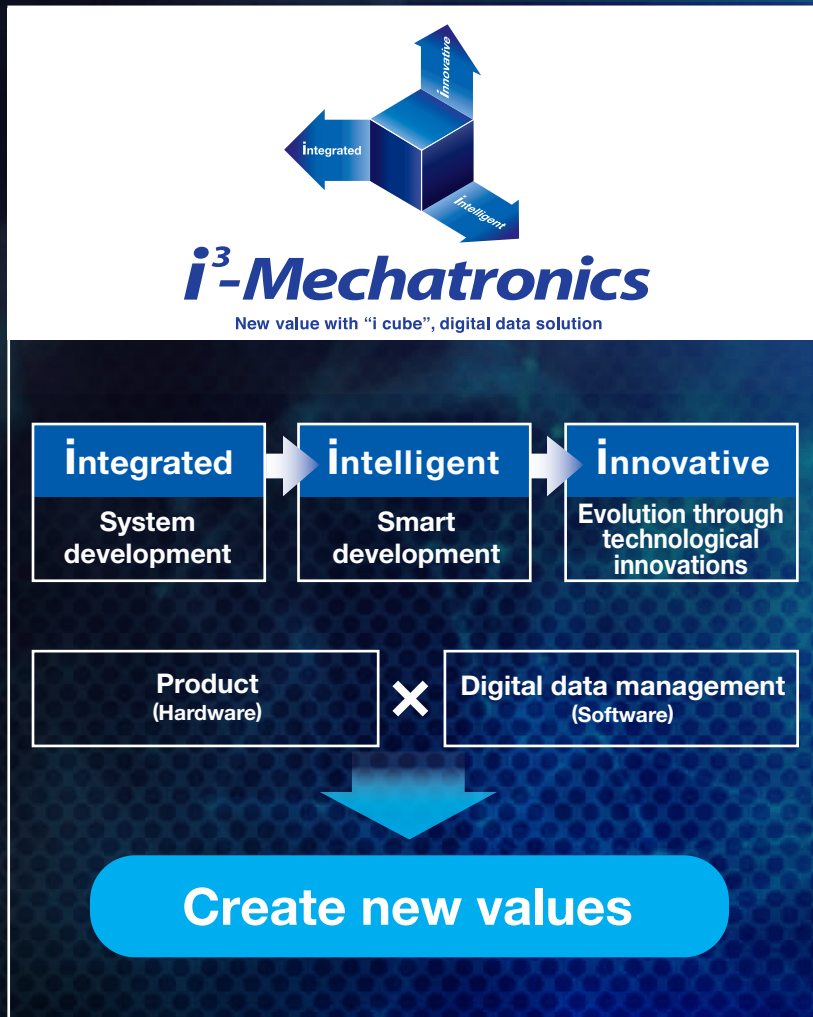 innovative
integrated
intelligent
i³-Mechatronics
New value with “i cube”, digital data solution
integrated
System
development
intelligent
Smart
development
innovative
Evolution through
technological
innovations
Product
(Hardware)
×
Digital data management
(Software)
Create new values